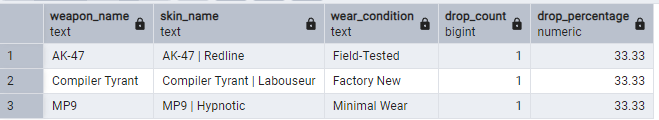 weapon_name skin_name wear_condition drop_count drop_percentage
text text text bigint numeric
1 AK-47 AK-47 | Redline Field-Tested 1 33.33
2 Compiler Tyrant Compiler Tyrant | Labouseur Factory New 1 33.33
3 MP9 MP9 | Hypnotic Minimal Wear 1 33.33